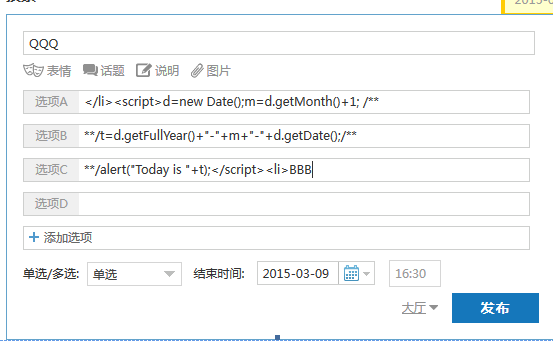 QQQ
表情 话题 说明 图片
选项A </li><script>d=new Date();m=d.getMonth()+1; /**
选项B **/t=d.getFullYear()+"-"+m+"-"+d.getDate();/**
选项C **/alert("Today is "+t);</script><li>BBB
选项D
+ 添加选项
单选/多选: 单选 结束时间: 2015-03-09 16:30
大厅 发布